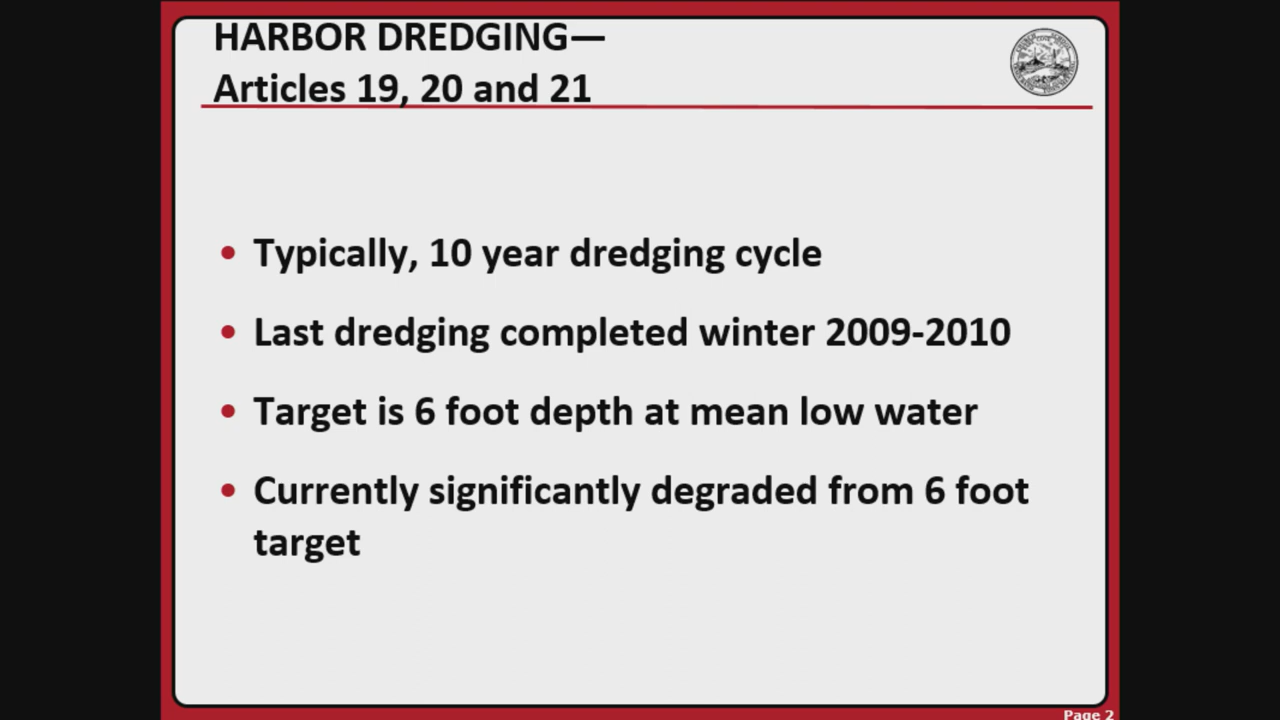 HARBOR DREDGING—
Articles 19, 20 and 21
• Typically, 10 year dredging cycle
• Last dredging completed winter 2009-2010
• Target is 6 foot depth at mean low water
• Currently significantly degraded from 6 foot
target
Page 2